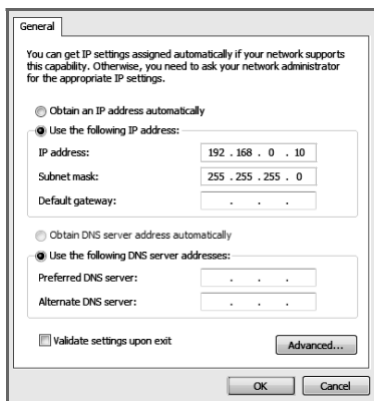 General
You can get IP settings assigned automatically if your network supports
this capability. Otherwise, you need to ask your network administrator
for the appropriate IP settings.
Obtain an IP address automatically
Use the following IP address:
IP address: 192 . 168 . 0 . 10
Subnet mask: 255 . 255 . 255 . 0
Default gateway: . . .
Obtain DNS server address automatically
Use the following DNS server addresses:
Preferred DNS server: . . .
Alternate DNS server: . . .
Validate settings upon exit
Advanced...
OK Cancel